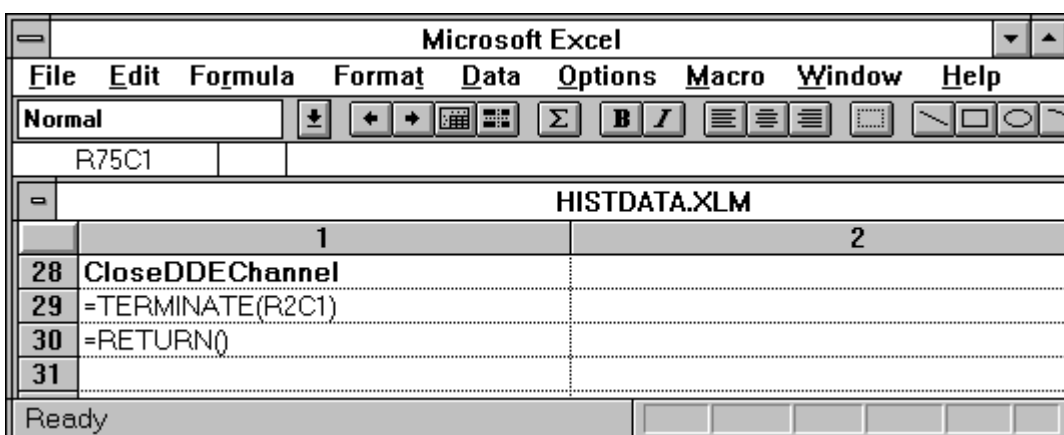 Microsoft Excel
File Edit Formula Format Data Options Macro Window Help
Normal Σ B I
R75C1
HISTDATA.XLM
1 2
28 CloseDDEChannel
29 =TERMINATE(R2C1)
30 =RETURN()
31
Ready